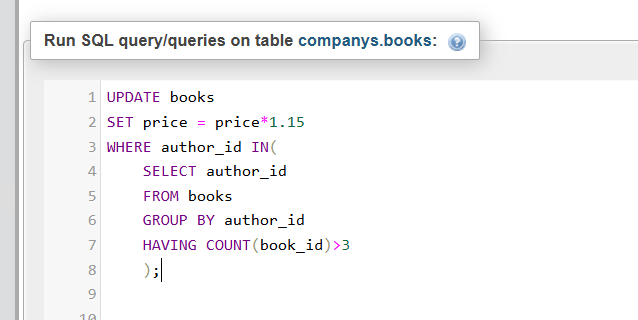 Run SQL query/queries on table companys.books:
1 UPDATE books
2 SET price = price*1.15
3 WHERE author_id IN(
4 SELECT author_id
5 FROM books
6 GROUP BY author_id
7 HAVING COUNT(book_id)>3
8 );
9
10